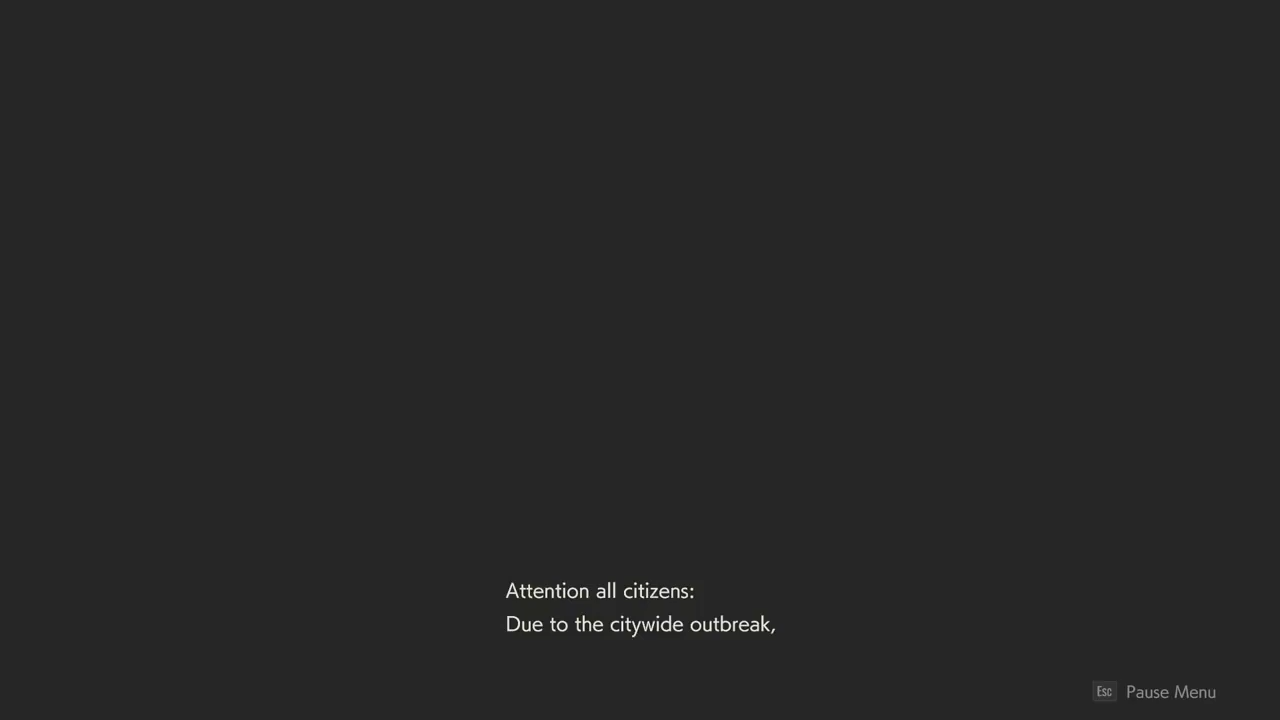 Attention all citizens:
Due to the citywide outbreak,
Esc Pause Menu